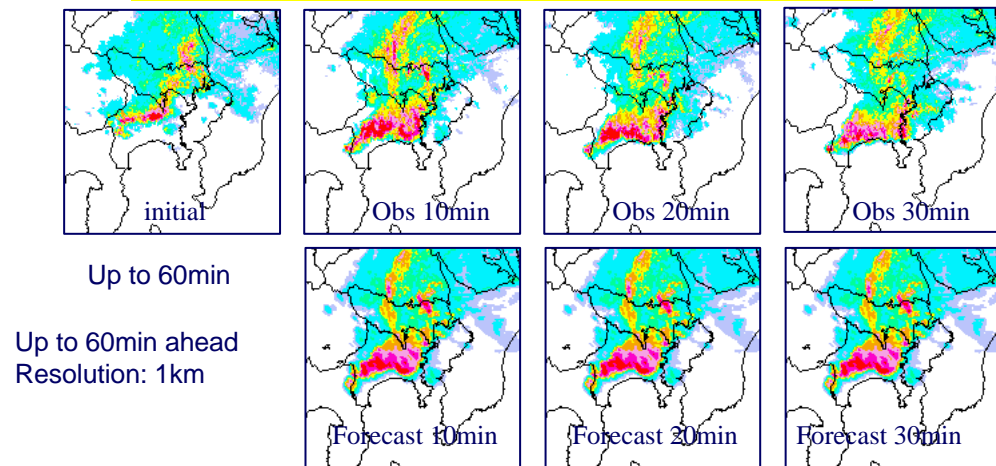 initial
Obs 10min
Obs 20min
Obs 30min
Up to 60min
Up to 60min ahead
Resolution: 1km
Forecast 10min
Forecast 20min
Forecast 30min